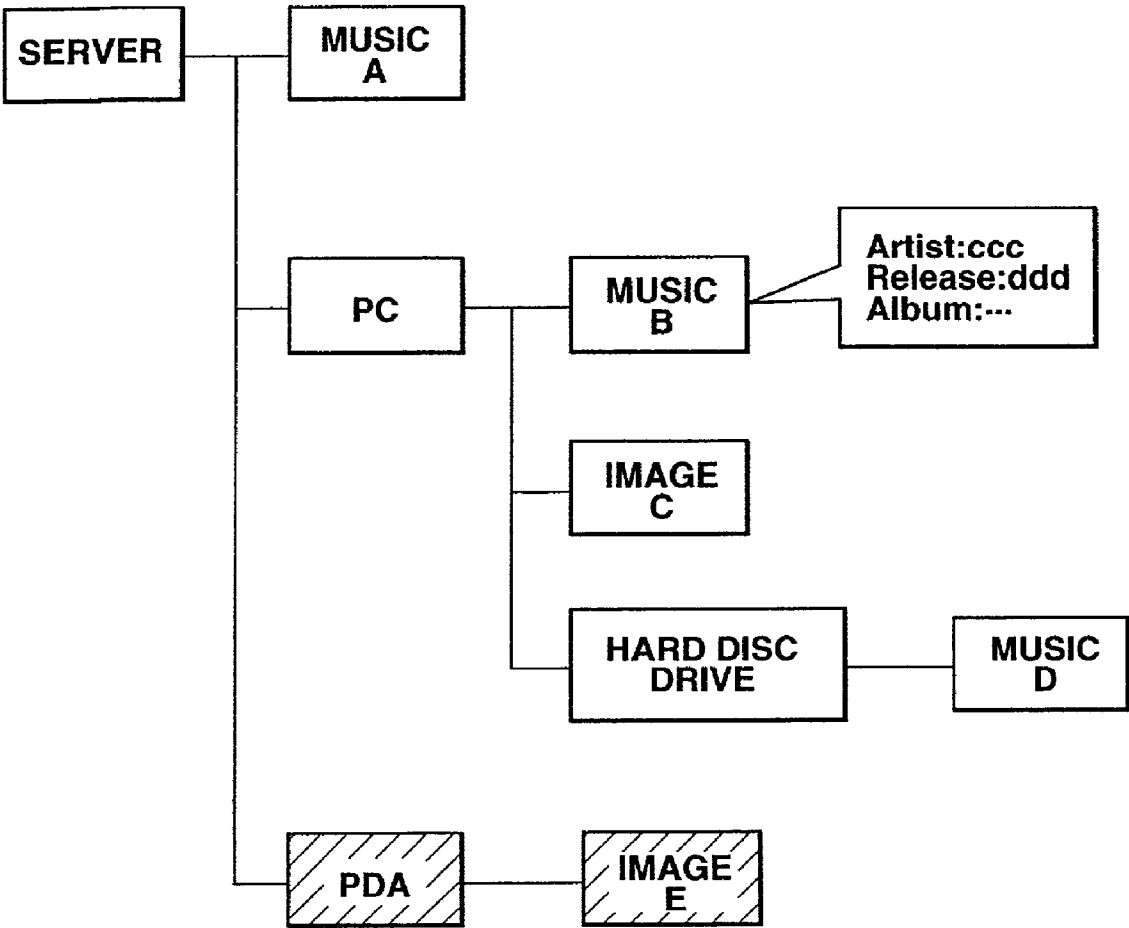 SERVER
MUSIC
A
PC
MUSIC
B
Artist:ccc
Release:ddd
Album:---
IMAGE
C
HARD DISC
DRIVE
MUSIC
D
PDA
IMAGE
E